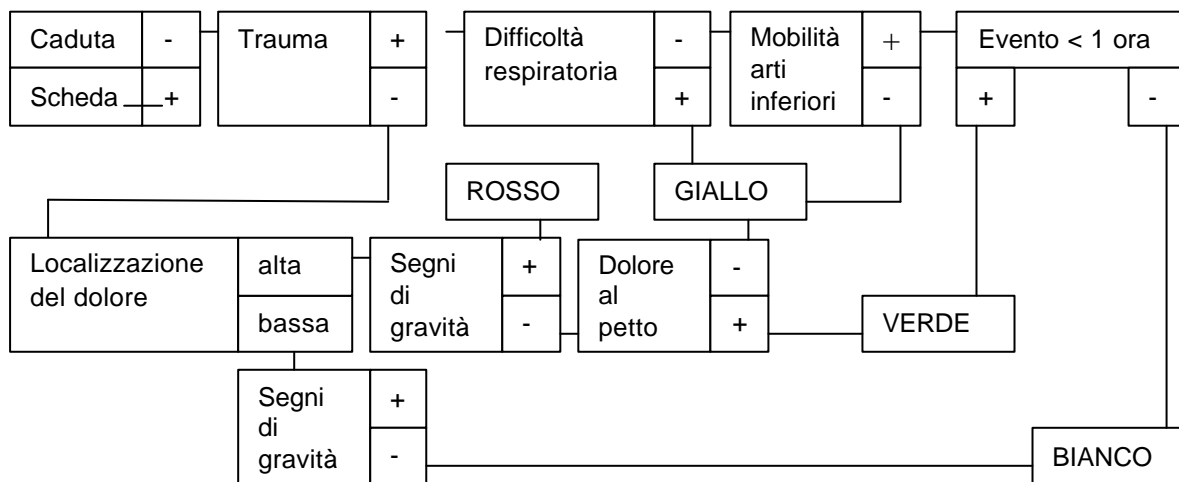 Caduta - Trauma + Difficoltà respiratoria - Mobilità arti inferiori + Evento < 1 ora
Scheda ___ + - + - + -
ROSSO GIALLO
Localizzazione del dolore alta Segni di gravità + Dolore al petto -
bassa - + VERDE
Segni di gravità +
- BIANCO